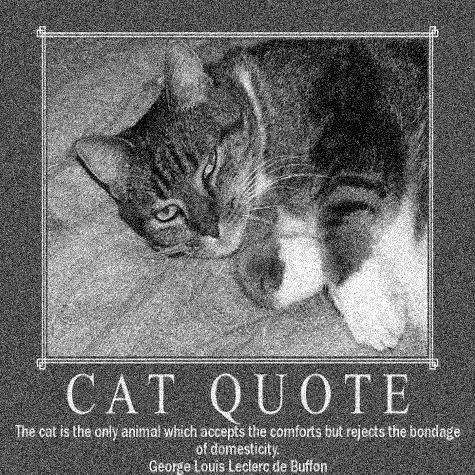 CAT QUOTE
The cat is the only animal which accepts the comforts but rejects the bondage
of domesticity.
George Louis Leclerc de Buffon